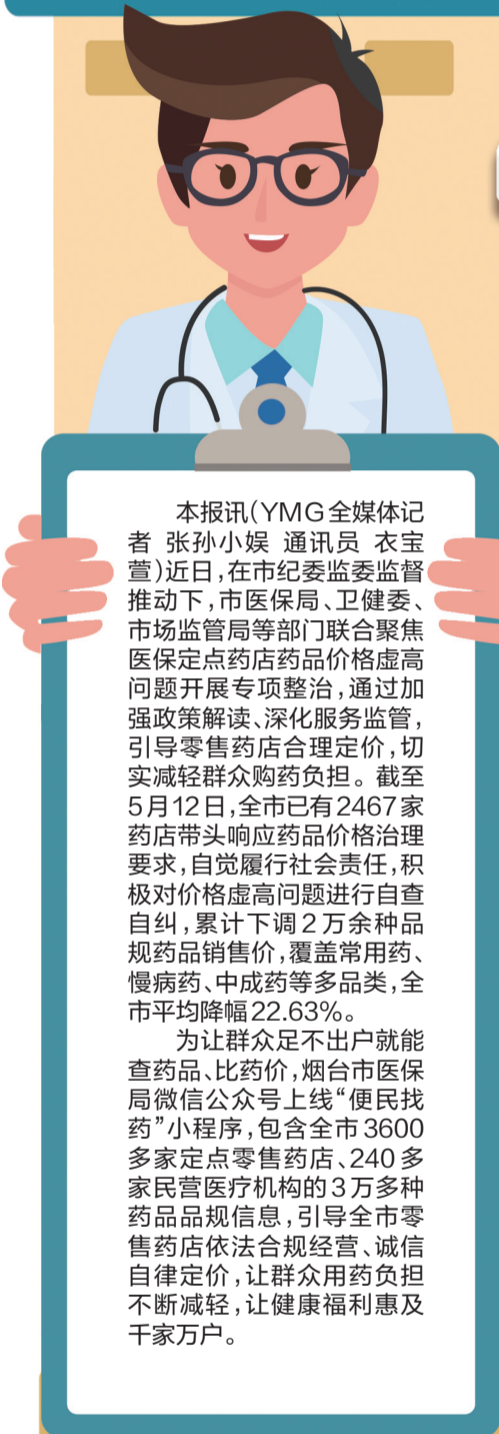 本报讯(YMG全媒体记
者 张孙小娱 通讯员 衣宝
萱)近日,在市纪委监委监督
推动下,市医保局、卫健委、
市场监管局等部门联合聚焦
医保定点药店药品价格虚高
问题开展专项整治,通过加
强政策解读、深化服务监管,
引导零售药店合理定价,切
实减轻群众购药负担。截至
5月12日,全市已有2467家
药店带头响应药品价格治理
要求,自觉履行社会责任,积
极对价格虚高问题进行自查
自纠,累计下调2万余种品
规药品销售价,覆盖常用药、
慢病药、中成药等多品类,全
市平均降幅22.63%。
为让群众足不出户就能
查药品、比药价,烟台市医保
局微信公众号上线“便民找
药”小程序,包含全市3600
多家定点零售药店、240多
家民营医疗机构的3万多种
药品品规信息,引导全市零
售药店依法合规经营、诚信
自律定价,让群众用药负担
不断减轻,让健康福利惠及
千家万户。